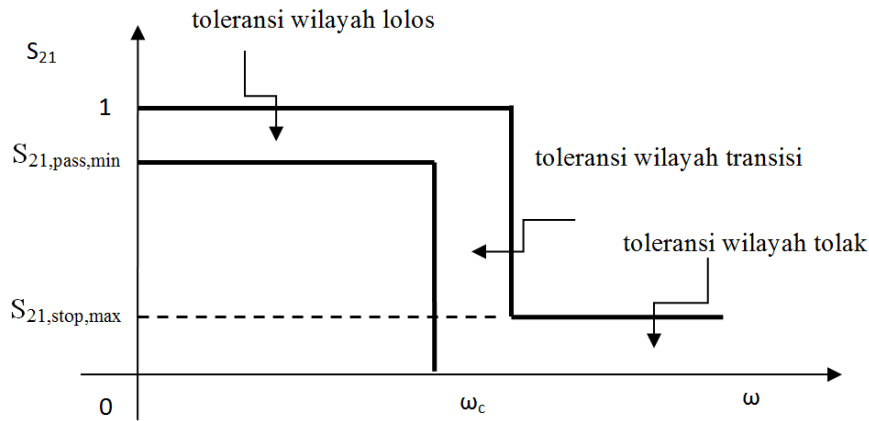 toleransi wilayah lolos
S21
1
S21,pass,min
toleransi wilayah transisi
toleransi wilayah tolak
S21,stop,max
0
ωc
ω